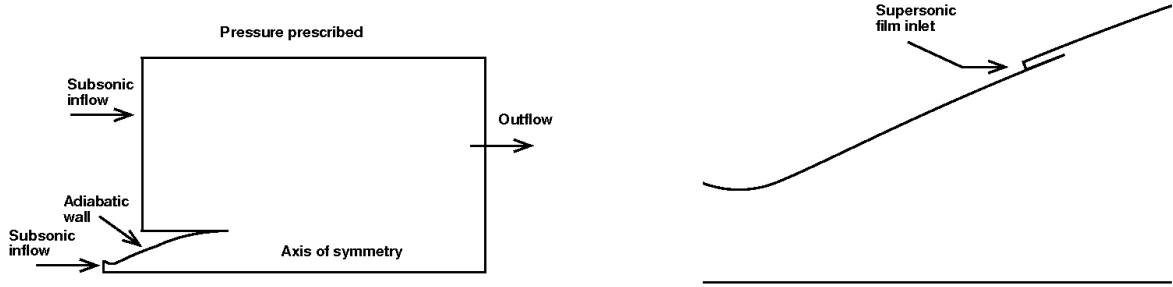 Pressure prescribed
Subsonic
inflow
Outflow
Adiabatic
wall
Subsonic
inflow
Axis of symmetry
Supersonic
film inlet